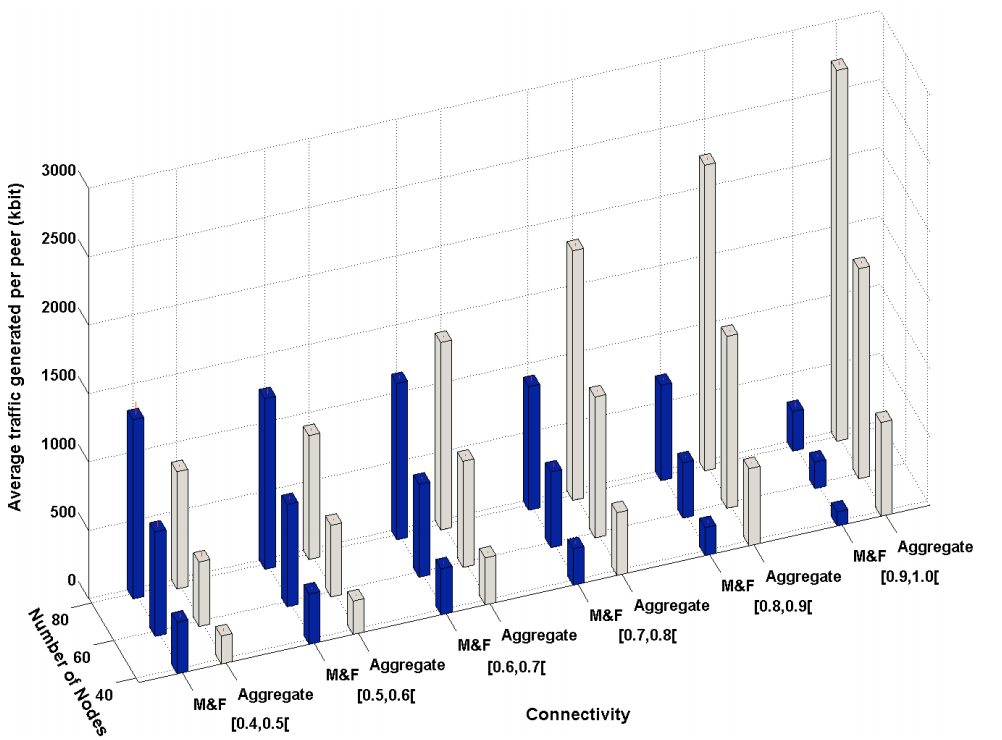 Average traffic generated per peer (kbit)
3000
2500
2000
1500
1000
500
0
80
60
40
Number of Nodes
M&F
Aggregate
[0.4,0.5[
M&F
Aggregate
[0.5,0.6[
M&F
Aggregate
[0.6,0.7[
M&F
Aggregate
[0.7,0.8[
M&F
Aggregate
[0.8,0.9[
M&F
Aggregate
[0.9,1.0[
Connectivity